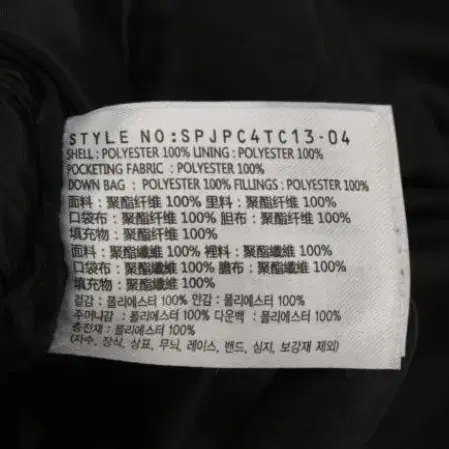 STYLE NO:SPJPC4TC13-04
SHELL : POLYESTER 100% LINING : POLYESTER 100%
POCKETING FABRIC : POLYESTER 100%
DOWN BAG : POLYESTER 100% FILLINGS : POLYESTER 100%
面料 : 聚酯纤维 100% 里料 : 聚酯纤维 100%
口袋布 : 聚酯纤维 100% 胆布 : 聚酯纤维 100%
填充物 : 聚酯纤维 100%
面料 : 聚酯纖維 100% 裡料 : 聚酯纖維 100%
口袋布 : 聚酯纖維 100% 膽布 : 聚酯纖維 100%
填充物 : 聚酯纖維 100%
겉감 : 폴리에스터 100% 안감 : 폴리에스터 100%
주머니감 : 폴리에스터 100% 다운백 : 폴리에스터 100%
충전재 : 폴리에스터 100%
(자수, 장식, 상표, 무늬, 레이스, 밴드, 심지, 보강재 제외)